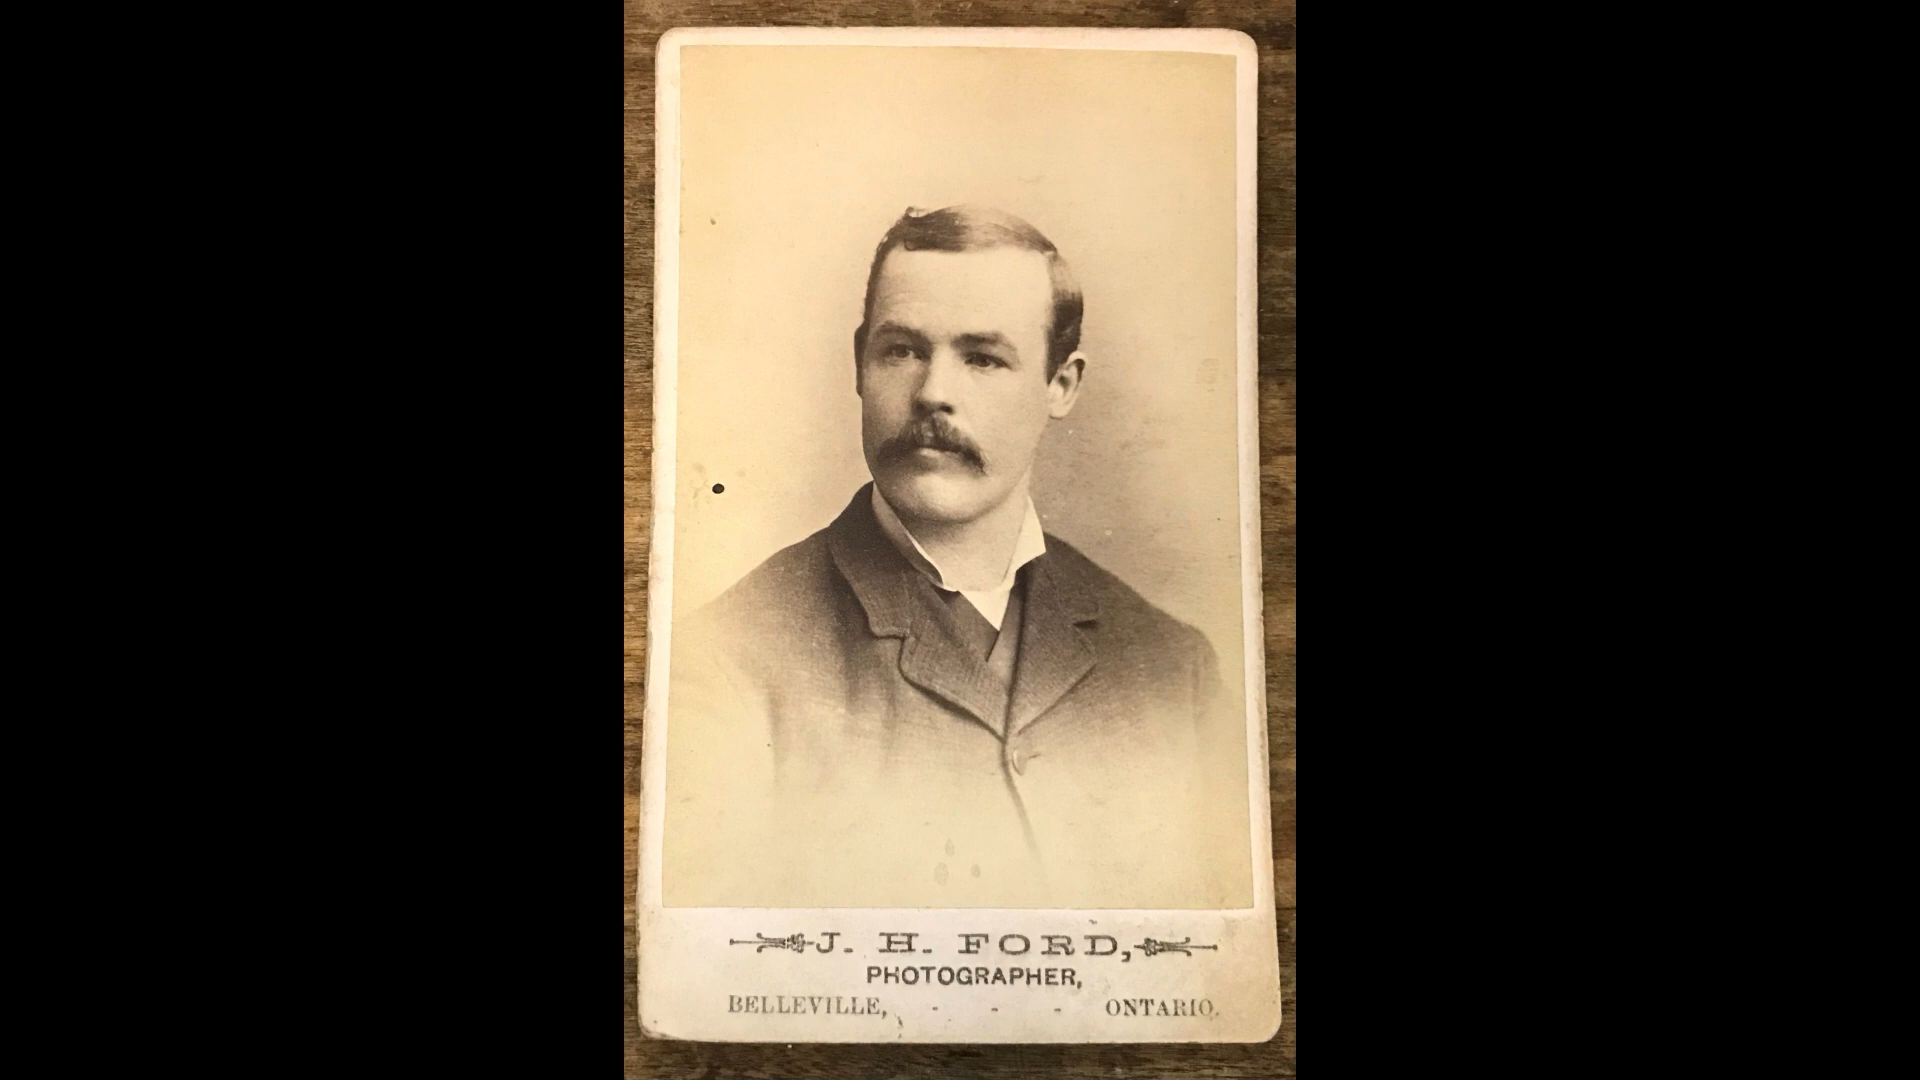 J. H. FORD,
PHOTOGRAPHER,
BELLEVILLE, - - - ONTARIO.